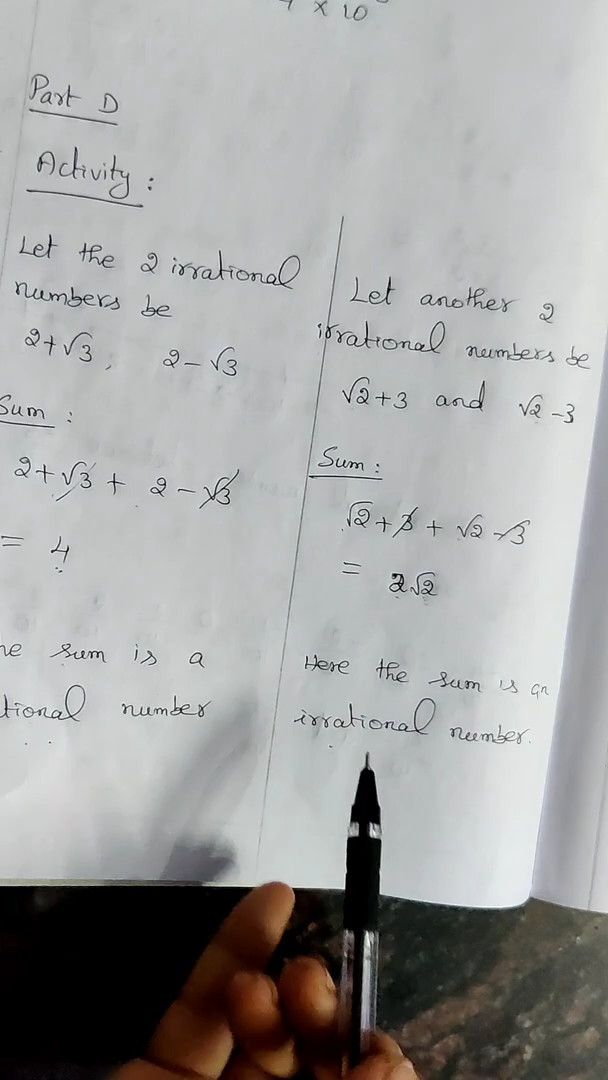 × 10
Part D
Activity :
Let the 2 irrational
numbers be
2+√3, 2-√3
Sum :
2+√3 + 2-√3
= 4
sum is a
number
Let another 2
irrational numbers be
√2+3 and √2-3
Sum :
√2+3 + √2-3
= 2√2
Here the sum is an
irrational number.